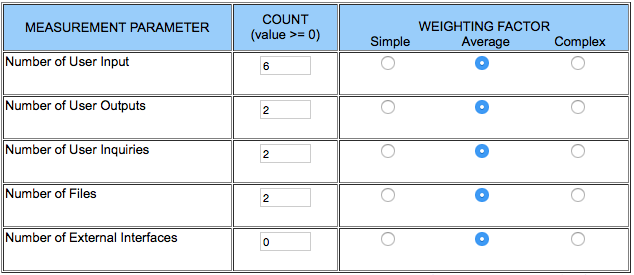 MEASUREMENT PARAMETER
COUNT
(value >= 0)
WEIGHTING FACTOR
Simple Average Complex
Number of User Input
6
Number of User Outputs
2
Number of User Inquiries
2
Number of Files
2
Number of External Interfaces
0